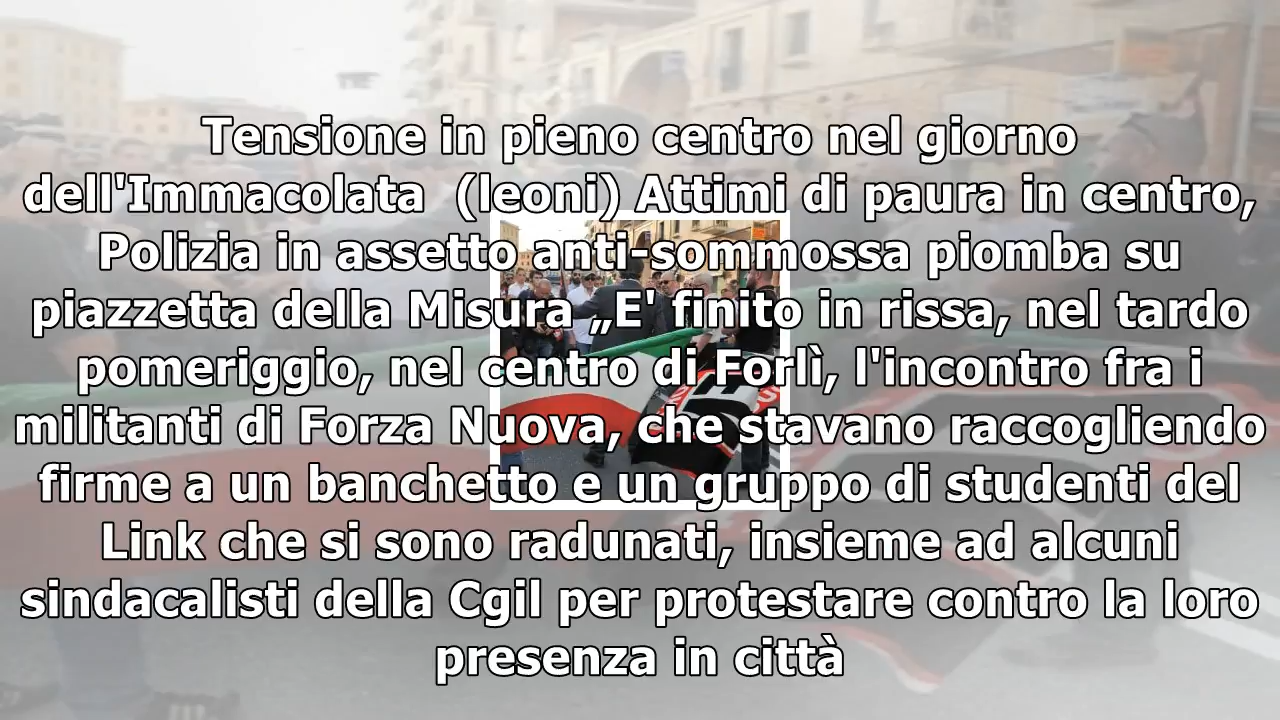 Tensione in pieno centro nel giorno
dell'Immacolata  (leoni) Attimi di paura in centro,
Polizia in assetto anti-sommossa piomba su
piazzetta della Misura „E' finito in rissa, nel tardo
pomeriggio, nel centro di Forlì, l'incontro fra i
militanti di Forza Nuova, che stavano raccogliendo
firme a un banchetto e un gruppo di studenti del
Link che si sono radunati, insieme ad alcuni
sindacalisti della Cgil per protestare contro la loro
presenza in città